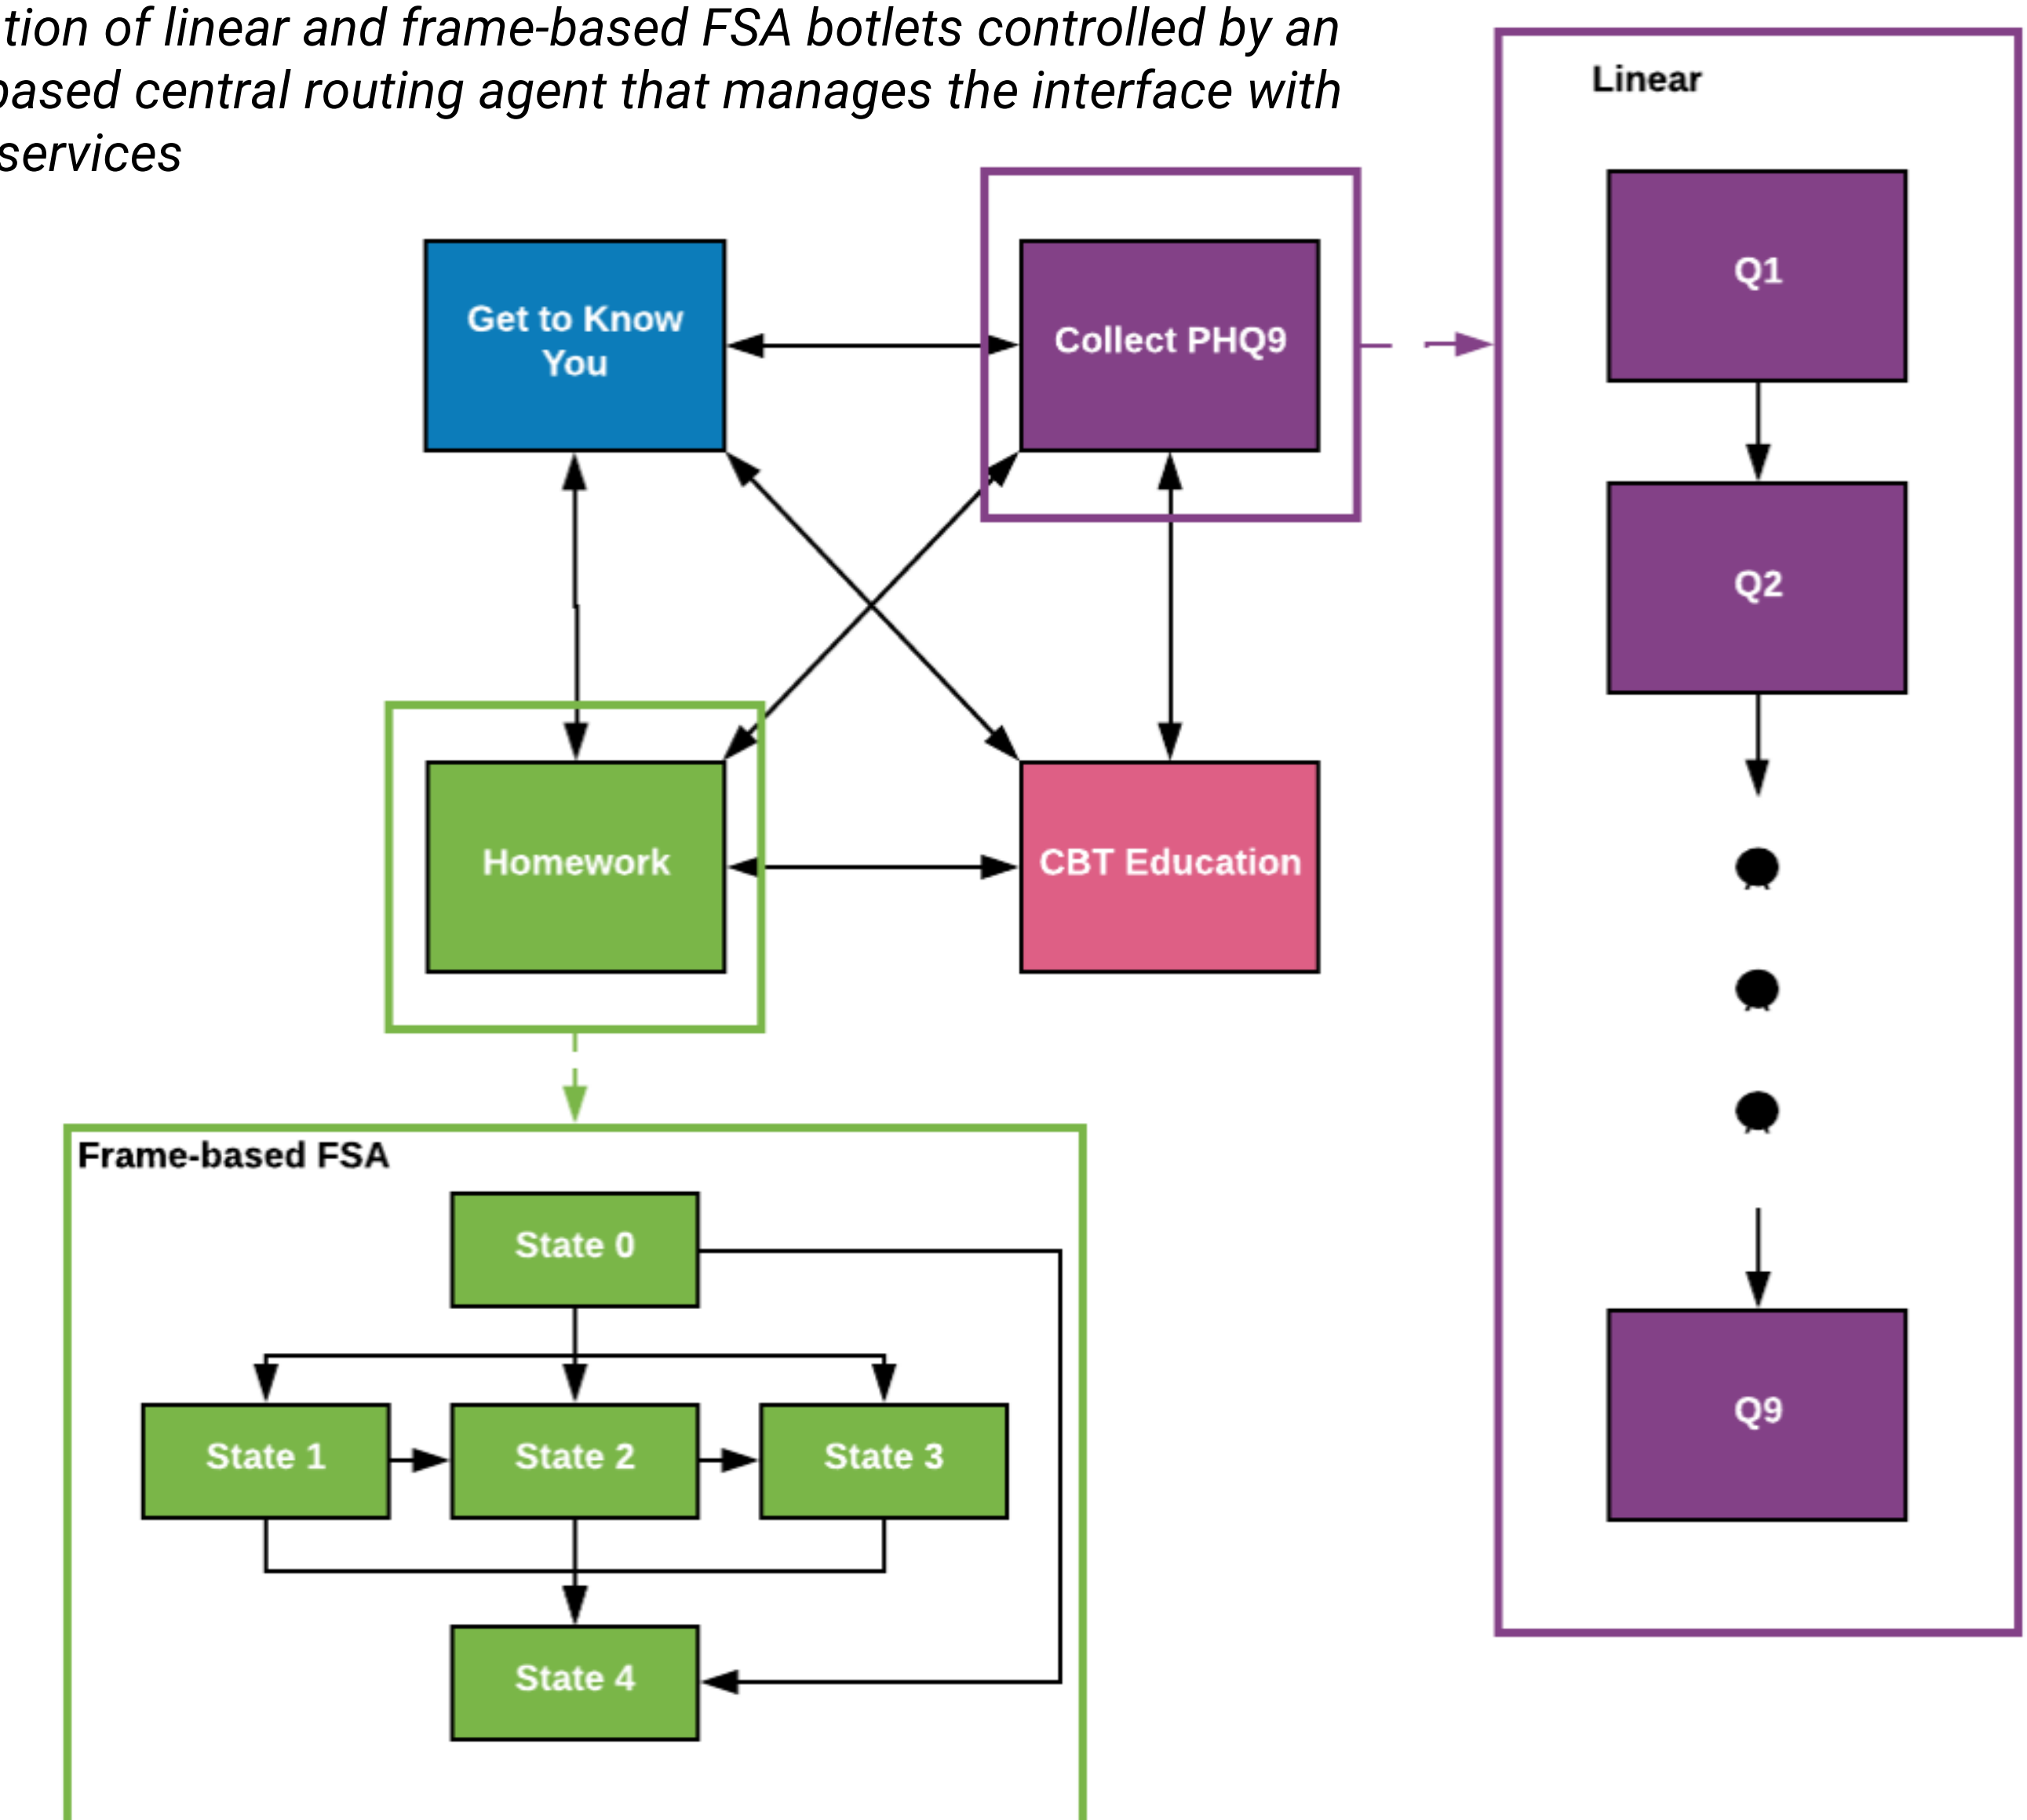 tion of linear and frame-based FSA botlets controlled by an
based central routing agent that manages the interface with
services
Linear
Get to Know
You
Collect PHQ9
Q1
Q2
Homework
CBT Education
Q9
Frame-based FSA
State 0
State 1
State 2
State 3
State 4